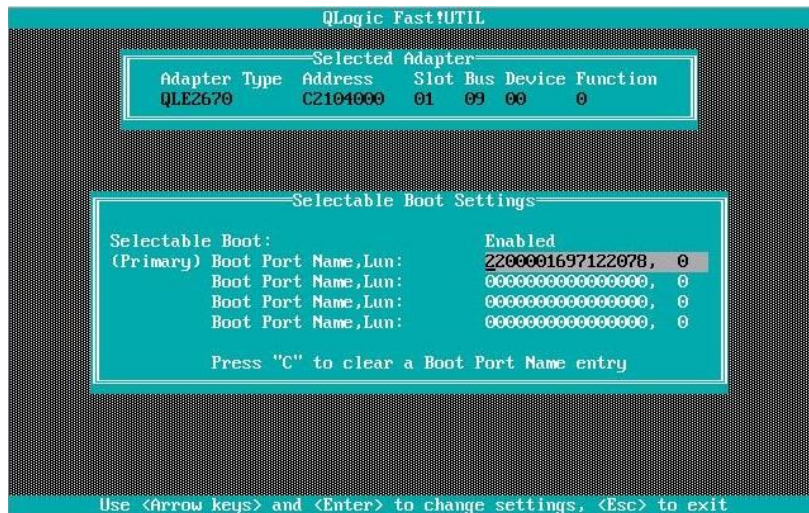 QLogic Fast!UTIL
Selected Adapter
Adapter Type Address Slot Bus Device Function
QLE2670 C2104000 01 09 00 0
Selectable Boot Settings
Selectable Boot: Enabled
(Primary) Boot Port Name,Lun: 2200001697122078, 0
Boot Port Name,Lun: 0000000000000000, 0
Boot Port Name,Lun: 0000000000000000, 0
Boot Port Name,Lun: 0000000000000000, 0
Press "C" to clear a Boot Port Name entry
Use <Arrow keys> and <Enter> to change settings, <Esc> to exit